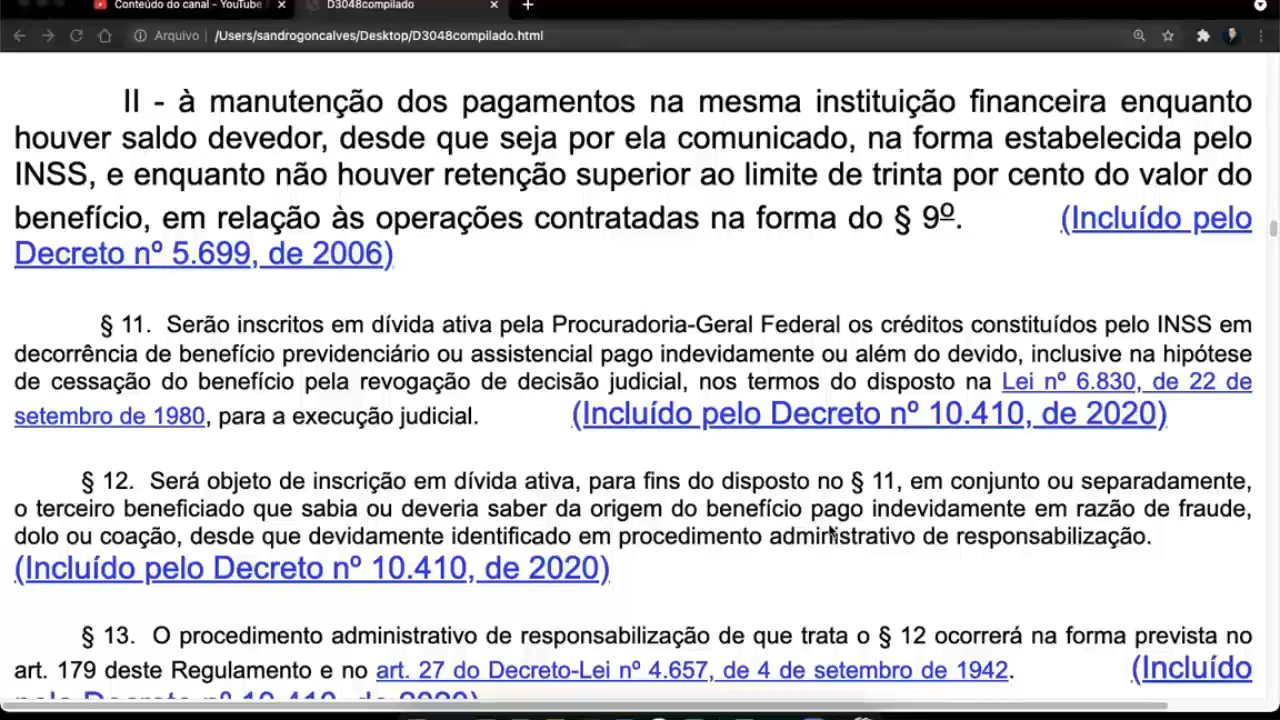 Conteúdo do canal - YouTube
D3048compilado
Arquivo | /Users/sandrogoncalves/Desktop/D3048compilado.html
II - à manutenção dos pagamentos na mesma instituição financeira enquanto
houver saldo devedor, desde que seja por ela comunicado, na forma estabelecida pelo
INSS, e enquanto não houver retenção superior ao limite de trinta por cento do valor do
benefício, em relação às operações contratadas na forma do § 9º. (Incluído pelo
Decreto nº 5.699, de 2006)
§ 11. Serão inscritos em dívida ativa pela Procuradoria-Geral Federal os créditos constituídos pelo INSS em
decorrência de benefício previdenciário ou assistencial pago indevidamente ou além do devido, inclusive na hipótese
de cessação do benefício pela revogação de decisão judicial, nos termos do disposto na Lei nº 6.830, de 22 de
setembro de 1980, para a execução judicial. (Incluído pelo Decreto nº 10.410, de 2020)
§ 12. Será objeto de inscrição em dívida ativa, para fins do disposto no § 11, em conjunto ou separadamente,
o terceiro beneficiado que sabia ou deveria saber da origem do benefício pago indevidamente em razão de fraude,
dolo ou coação, desde que devidamente identificado em procedimento administrativo de responsabilização.
(Incluído pelo Decreto nº 10.410, de 2020)
§ 13. O procedimento administrativo de responsabilização de que trata o § 12 ocorrerá na forma prevista no
art. 179 deste Regulamento e no art. 27 do Decreto-Lei nº 4.657, de 4 de setembro de 1942. (Incluído
pelo Decreto nº 10.410, de 2020)